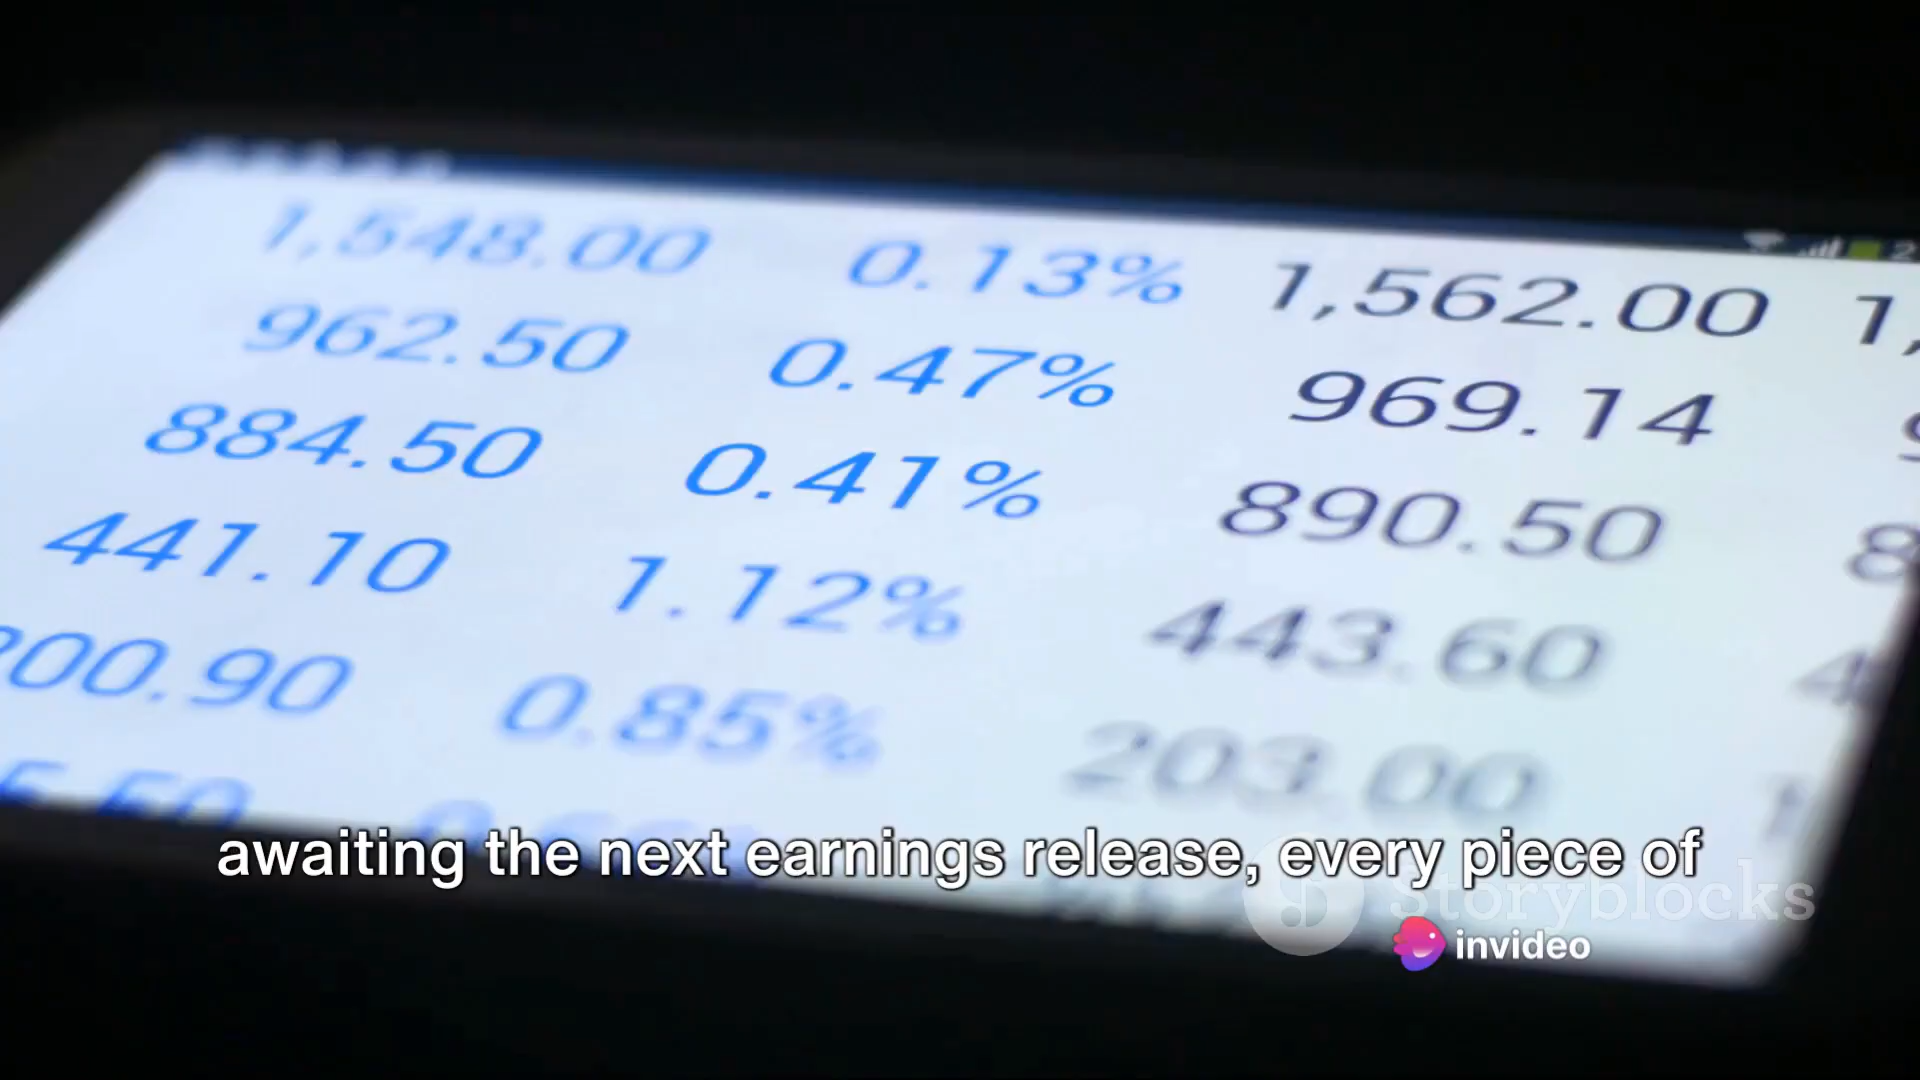 1,548.00 0.13% 1,562.00
962.50 0.47% 969.14
884.50 0.41% 890.50
441.10 1.12% 443.60
200.90 0.85% 203.00
awaiting the next earnings release, every piece of
Storyblocks
invideo